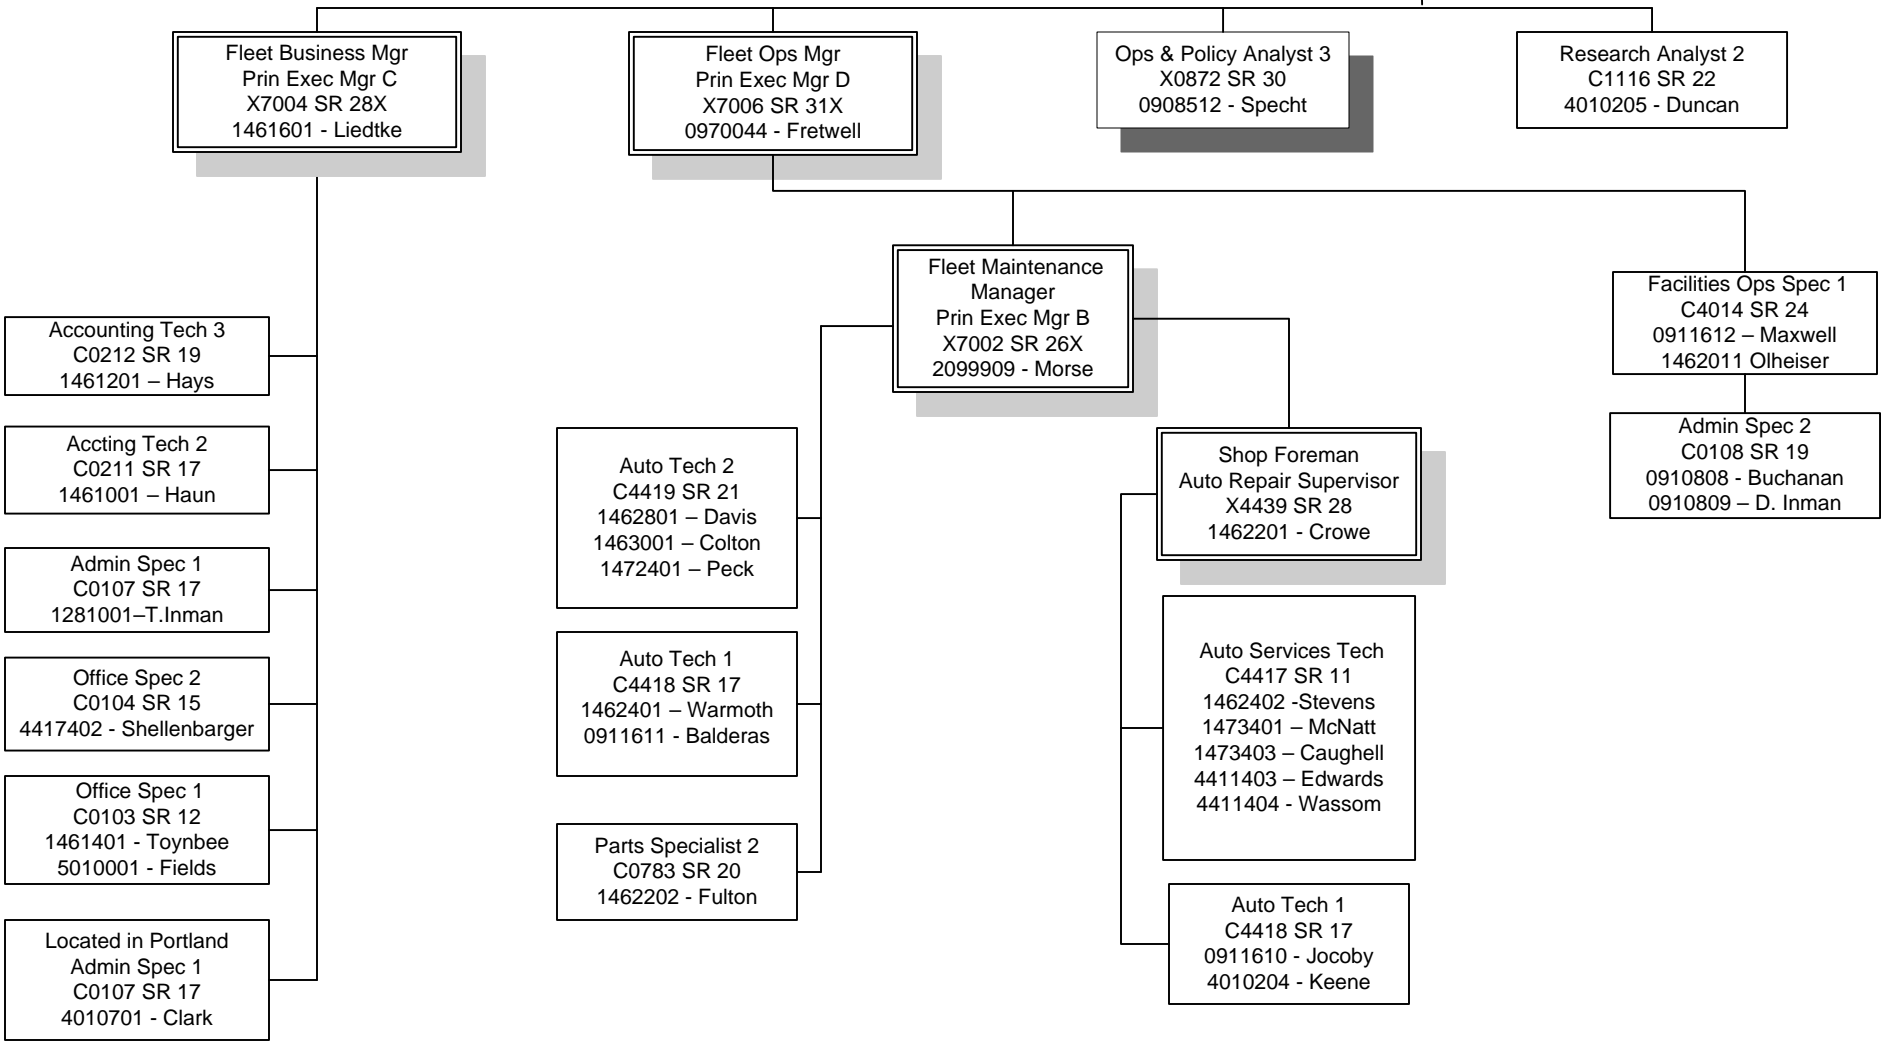 Fleet Business Mgr
Prin Exec Mgr C
X7004 SR 28X
1461601 - Liedtke
Fleet Ops Mgr
Prin Exec Mgr D
X7006 SR 31X
0970044 - Fretwell
Ops & Policy Analyst 3
X0872 SR 30
0908512 - Specht
Research Analyst 2
C1116 SR 22
4010205 - Duncan
Fleet Maintenance
Manager
Prin Exec Mgr B
X7002 SR 26X
2099909 - Morse
Facilities Ops Spec 1
C4014 SR 24
0911612 – Maxwell
1462011 Olheiser
Admin Spec 2
C0108 SR 19
0910808 - Buchanan
0910809 – D. Inman
Accounting Tech 3
C0212 SR 19
1461201 – Hays
Accting Tech 2
C0211 SR 17
1461001 – Haun
Admin Spec 1
C0107 SR 17
1281001–T.Inman
Office Spec 2
C0104 SR 15
4417402 - Shellenbarger
Office Spec 1
C0103 SR 12
1461401 - Toynbee
5010001 - Fields
Located in Portland
Admin Spec 1
C0107 SR 17
4010701 - Clark
Auto Tech 2
C4419 SR 21
1462801 – Davis
1463001 – Colton
1472401 – Peck
Auto Tech 1
C4418 SR 17
1462401 – Warmoth
0911611 - Balderas
Parts Specialist 2
C0783 SR 20
1462202 - Fulton
Shop Foreman
Auto Repair Supervisor
X4439 SR 28
1462201 - Crowe
Auto Services Tech
C4417 SR 11
1462402 -Stevens
1473401 – McNatt
1473403 – Caughell
4411403 – Edwards
4411404 - Wassom
Auto Tech 1
C4418 SR 17
0911610 - Jocoby
4010204 - Keene